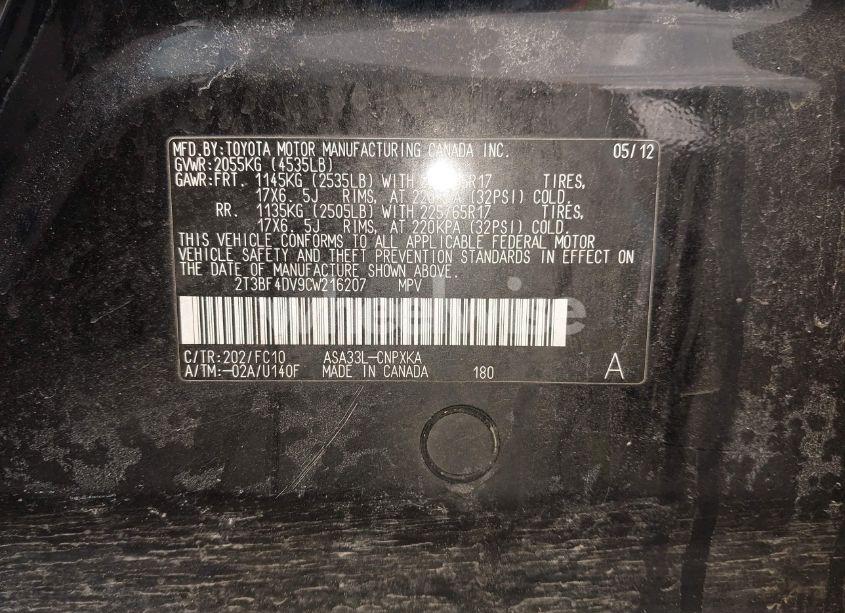 MFD.BY:TOYOTA MOTOR MANUFACTURING CANADA INC. 05/12
GVWR:2055KG (4535LB)
GAWR:FRT. 1145KG (2535LB) WITH 225/65R17 TIRES,
17X6. 5J RIMS, AT 220KPA (32PSI) COLD.
RR. 1135KG (2505LB) WITH 225/65R17 TIRES,
17X6. 5J RIMS, AT 220KPA (32PSI) COLD.
THIS VEHICLE CONFORMS TO ALL APPLICABLE FEDERAL MOTOR
VEHICLE SAFETY AND THEFT PREVENTION STANDARDS IN EFFECT ON
THE DATE OF MANUFACTURE SHOWN ABOVE.
2T3BF4DV9CW216207 MPV
C/TR:202/FC10 ASA33L-CNPXKA
A/TM:-02A/U140F MADE IN CANADA 180 A